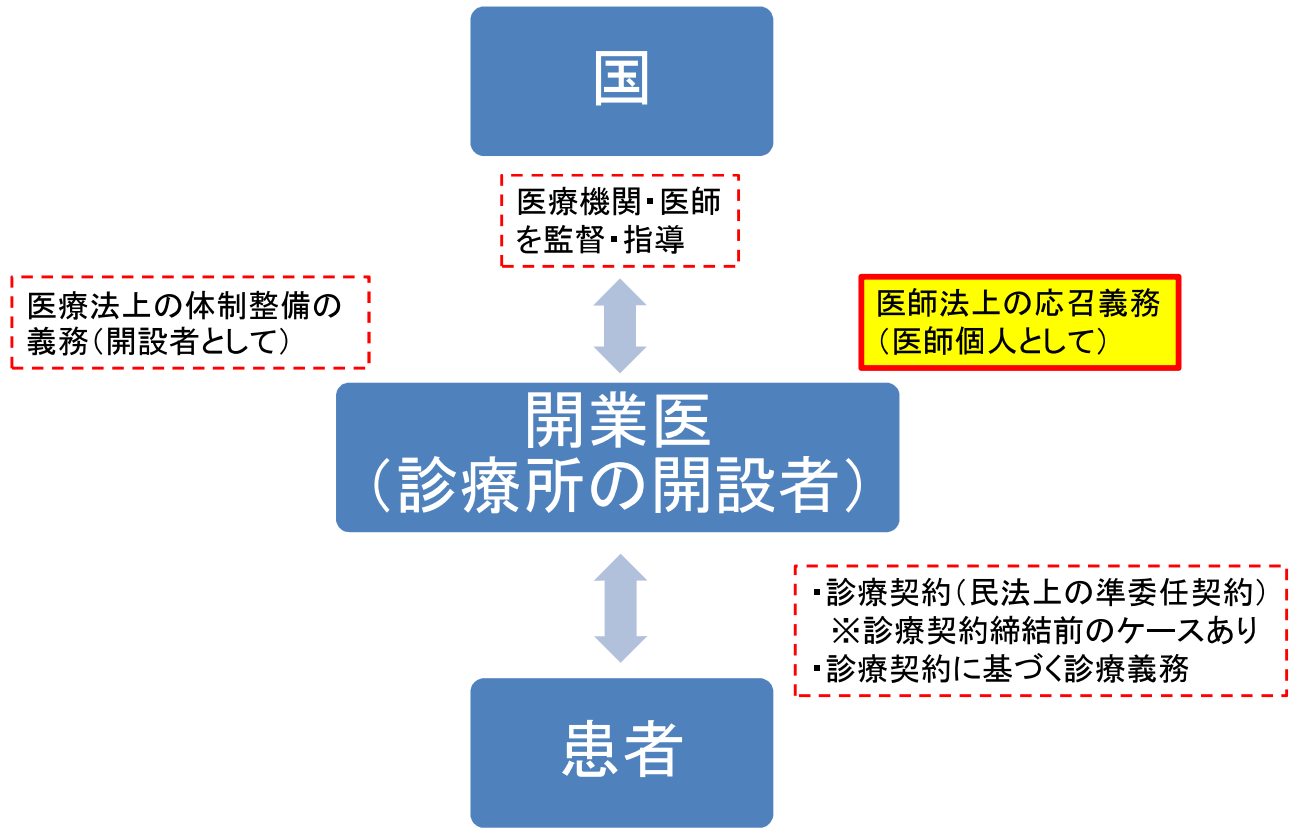 国
医療機関・医師
を監督・指導
医療法上の体制整備の
義務（開設者として）
医師法上の応召義務
（医師個人として）
開業医
（診療所の開設者）
・診療契約（民法上の準委任契約）
※診療契約締結前のケースあり
・診療契約に基づく診療義務
患者